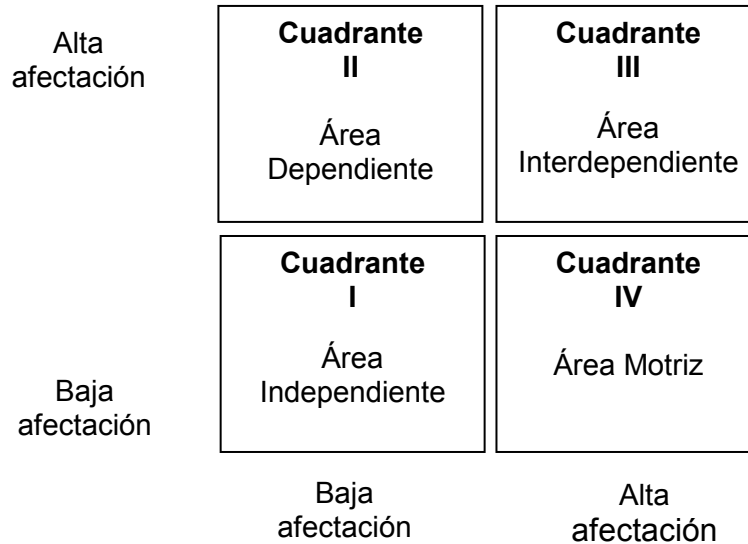 Alta
afectación
Cuadrante
II
Área
Dependiente
Cuadrante
III
Área
Interdependiente
Baja
afectación
Cuadrante
I
Área
Independiente
Cuadrante
IV
Área Motriz
Baja
afectación
Alta
afectación